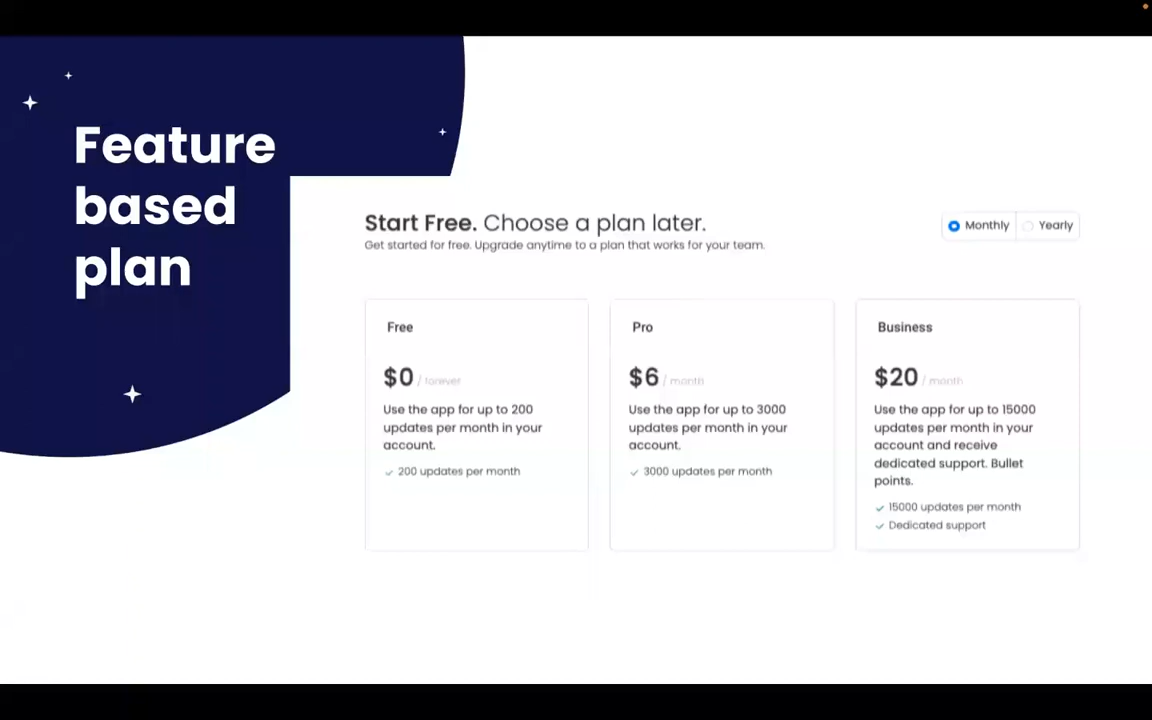 Feature
based
plan
Start Free. Choose a plan later.
Get started for free. Upgrade anytime to a plan that works for your team.
Monthly
Yearly
Free
$0 / forever
Use the app for up to 200
updates per month in your
account.
200 updates per month
Pro
$6 / month
Use the app for up to 3000
updates per month in your
account.
3000 updates per month
Business
$20 / month
Use the app for up to 15000
updates per month in your
account and receive
dedicated support. Bullet
points.
15000 updates per month
Dedicated support